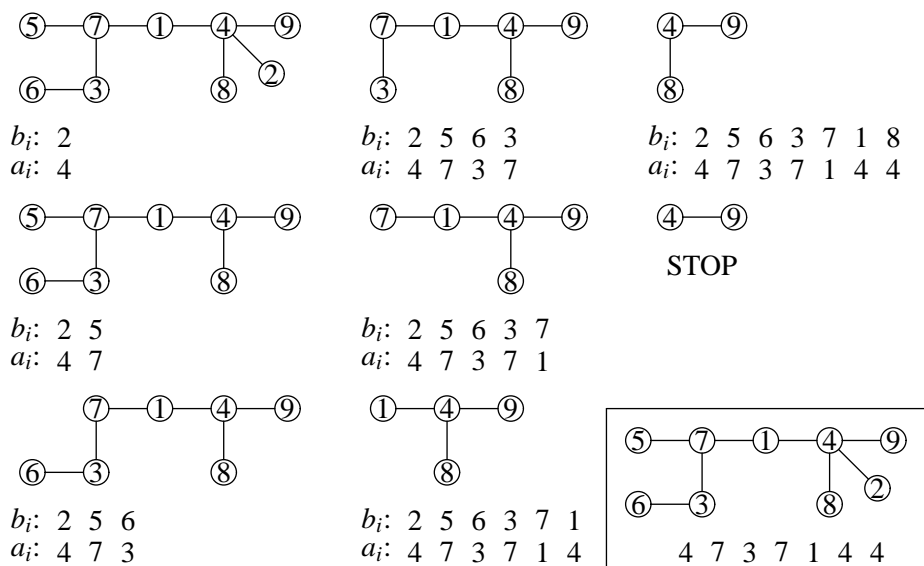 5 7 1 4 9
6 3 8 2
b_i: 2
a_i: 4
5 7 1 4 9
6 3 8
b_i: 2 5
a_i: 4 7
7 1 4 9
6 3 8
b_i: 2 5 6
a_i: 4 7 3
7 1 4 9
3 8
b_i: 2 5 6 3
a_i: 4 7 3 7
7 1 4 9
8
b_i: 2 5 6 3 7
a_i: 4 7 3 7 1
1 4 9
8
b_i: 2 5 6 3 7 1
a_i: 4 7 3 7 1 4
4 9
8
b_i: 2 5 6 3 7 1 8
a_i: 4 7 3 7 1 4 4
4 9
STOP
5 7 1 4 9
6 3 8 2
4 7 3 7 1 4 4